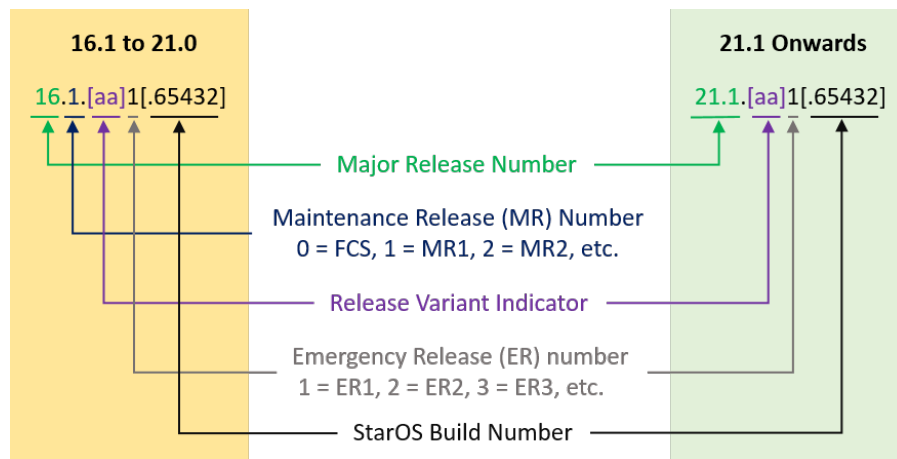 16.1 to 21.0
21.1 Onwards
16.1.[aa]1[.65432]
21.1.[aa]1[.65432]
Major Release Number
Maintenance Release (MR) Number
0 = FCS, 1 = MR1, 2 = MR2, etc.
Release Variant Indicator
Emergency Release (ER) number
1 = ER1, 2 = ER2, 3 = ER3, etc.
StarOS Build Number